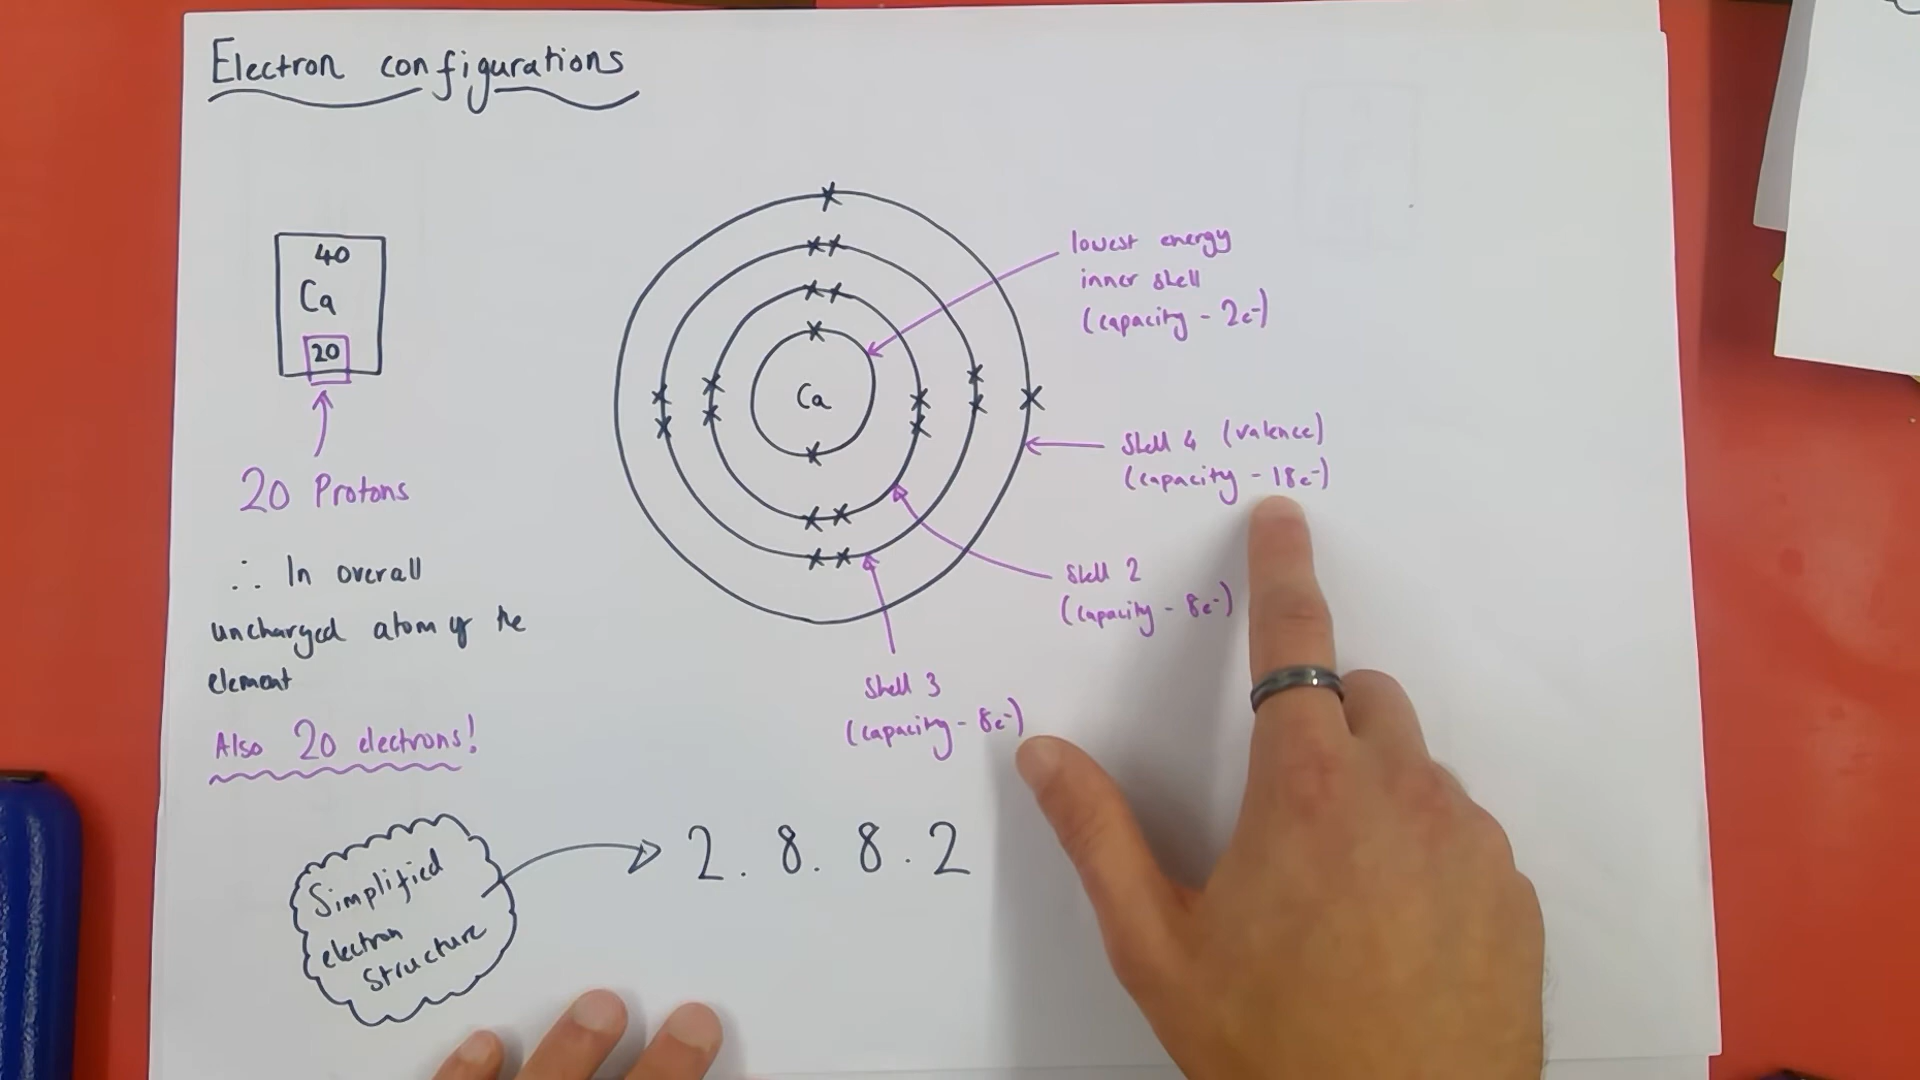 Electron configurations
40
Ca
20
20 Protons
∴ In overall
uncharged atom of the
element
Also 20 electrons!
Ca
lowest energy
inner shell
(capacity - 2e⁻)
Shell 4 (valence)
(capacity - 18e⁻)
Shell 2
(capacity - 8e⁻)
Shell 3
(capacity - 8e⁻)
Simplified
electron
structure
2.8.8.2